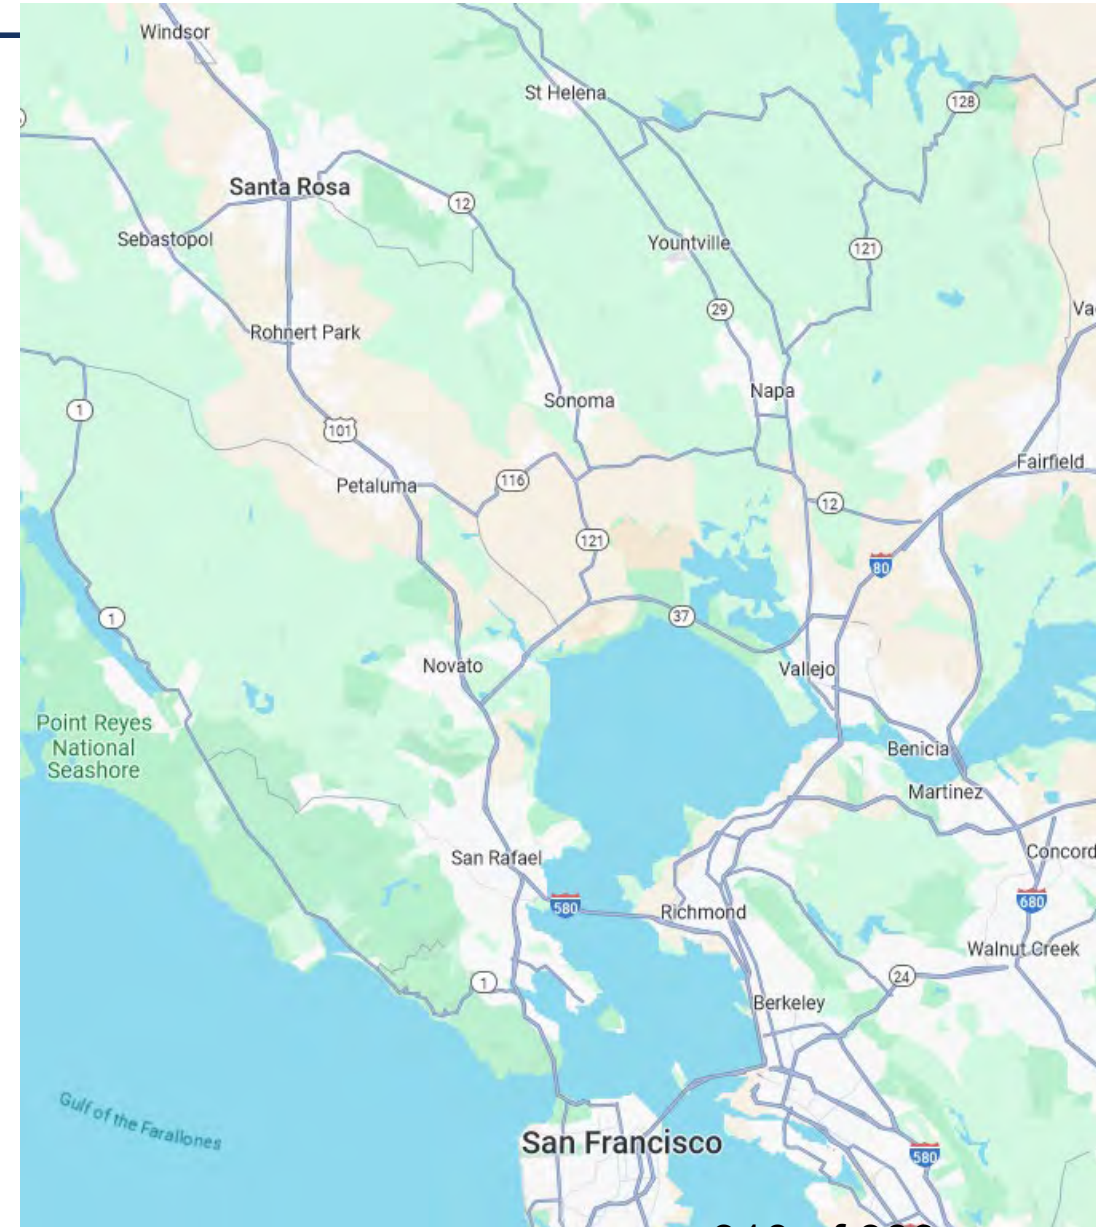 Windsor
St Helena
128
Santa Rosa
12
Sebastopol
Yountville
121
29
Rohnert Park
Napa
1
Sonoma
101
Fairfield
Petaluma
116
12
121
80
1
37
Novato
Vallejo
Point Reyes
National
Seashore
Benicia
Martinez
San Rafael
Concord
580
680
Richmond
Walnut Creek
24
1
Berkeley
Gulf of the Farallones
San Francisco
580